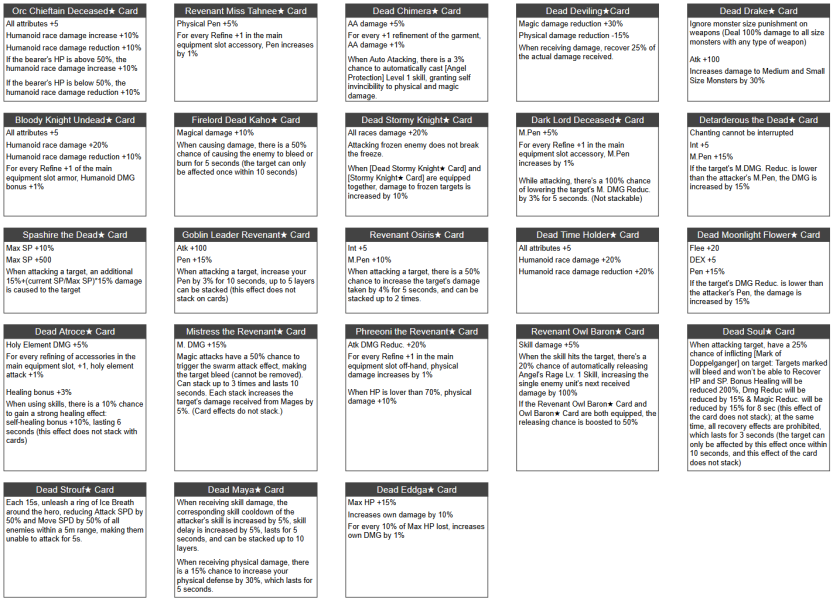 Orc Chieftain Deceased★ Card
All attributes +5
Humanoid race damage increase +10%
Humanoid race damage reduction +10%
If the bearer's HP is above 50%, the
humanoid race damage increase +10%
If the bearer's HP is below 50%, the
humanoid race damage reduction +10%
Revenant Miss Tahnee★ Card
Physical Pen +5%
For every Refine +1 in the main
equipment slot accessory, Pen increases
by 1%
Dead Chimera★ Card
AA damage +5%
For every +1 refinement of the garment,
AA damage +1%
When Auto Atacking, there is a 3%
chance to automatically cast [Angel
Protection] Level 1 skill, granting self
invincibility to physical and magic
damage.
Dead Deviling★ Card
Magic damage reduction +30%
Physical damage reduction -15%
When receiving damage, recover 25% of
the actual damage received.
Dead Drake★ Card
Ignore monster size punishment on
weapons (Deal 100% damage to all size
monsters with any type of weapon)
Atk +100
Increases damage to Medium and Small
Size Monsters by 30%
Bloody Knight Undead★ Card
All attributes +5
Humanoid race damage +20%
Humanoid race damage reduction +10%
For every Refine +1 of the main
equipment slot armor, Humanoid DMG
bonus +1%
Firelord Dead Kaho★ Card
Magical damage +10%
When causing damage, there is a 50%
chance of causing the enemy to bleed or
burn for 5 seconds (the target can only
be affected once within 10 seconds)
Dead Stormy Knight★ Card
All races damage +20%
Attacking frozen enemy does not break
the freeze.
When [Dead Stormy Knight★ Card] and
[Stormy Knight★ Card] are equipped
together, damage to frozen targets is
increased by 10%
Dark Lord Deceased★ Card
M.Pen +5%
For every Refine +1 in the main
equipment slot accessory, M.Pen
increases by 1%
While attacking, there's a 100% chance
of lowering the target's M. DMG Reduc.
by 3% for 5 seconds. (Not stackable)
Detarderous the Dead★ Card
Chanting cannot be interrupted
Int +5
M.Pen +15%
If the target's M.DMG. Reduc. is lower
than the attacker's M.Pen, the DMG is
increased by 15%
Spashire the Dead★ Card
Max SP +10%
Max SP +500
When attacking a target, an additional
15%+(current SP/Max SP)*15% damage
is caused to the target
Goblin Leader Revenant★ Card
Atk +100
Pen +15%
When attacking a target, increase your
Pen by 3% for 10 seconds, up to 5 layers
can be stacked (this effect does not
stack on cards)
Revenant Osiris★ Card
Int +5
M.Pen +10%
When attacking a target, there is a 50%
chance to increase the target's damage
taken by 4% for 5 seconds, and can be
stacked up to 2 times.
Dead Time Holder★ Card
All attributes +5
Humanoid race damage +20%
Humanoid race damage reduction +20%
Dead Moonlight Flower★ Card
Flee +20
DEX +5
Pen +15%
If the target's DMG Reduc. is lower than
the attacker's Pen, the damage is
increased by 15%
Dead Atroce★ Card
Holy Element DMG +5%
For every refining of accessories in the
main equipment slot, +1, holy element
attack +1%
Healing bonus +3%
When using skills, there is a 10% chance
to gain a strong healing effect:
self-healing bonus +10%, lasting 6
seconds (this effect does not stack with
cards)
Mistress the Revenant★ Card
M. DMG +15%
Magic attacks have a 50% chance to
trigger the swarm attack effect, making
the target bleed (cannot be removed).
Can stack up to 3 times and lasts 10
seconds. Each stack increases the
target's damage received from Mages by
5%. (Card effects do not stack.)
Phreeoni the Revenant★ Card
Atk DMG Reduc. +20%
For every Refine +1 in the main
equipment slot off-hand, physical
damage increases by 1%
When HP is lover than 70%, physical
damage +10%
Revenant Owl Baron★ Card
Skill damage +5%
When the skill hits the target, there's a
20% chance of automatically releasing
Angel's Rage Lv. 1 Skill, increasing the
single enemy unit's next received
damage by 100%
If the Revenant Owl Baron★ Card and
Owl Baron★ Card are both equipped, the
releasing chance is boosted to 50%
Dead Soul★ Card
When attacking target, have a 25%
chance of inflicting [Mark of
Doppelganger] on target: Targets marked
will bleed and won't be able to Recover
HP and SP. Bonus Healing will be
reduced 200%, Dmg Reduc will be
reduced by 15% & Magic Reduc. will be
reduced by 15% for 8 sec (this effect of
the card does not stack); at the same
time, all recovery effects are prohibited,
which lasts for 3 seconds (the target can
only be affected by this effect once within
10 seconds, and this effect of the card
does not stack)
Dead Strouf★ Card
Each 15s, unleash a ring of Ice Breath
around the hero, reducing Attack SPD by
50% and Move SPD by 50% of all
enemies within a 5m range, making them
unable to attack for 5s.
Dead Maya★ Card
When receiving skill damage, the
corresponding skill cooldown of the
attacker's skill is increased by 5%, skill
delay is increased by 5%, lasts for 5
seconds, and can be stacked up to 10
layers.
When receiving physical damage, there
is a 15% chance to increase your
physical defense by 30%, which lasts for
5 seconds.
Dead Eddga★ Card
Max HP +15%
Increases own damage by 10%
For every 10% of Max HP lost, increases
own DMG by 1%